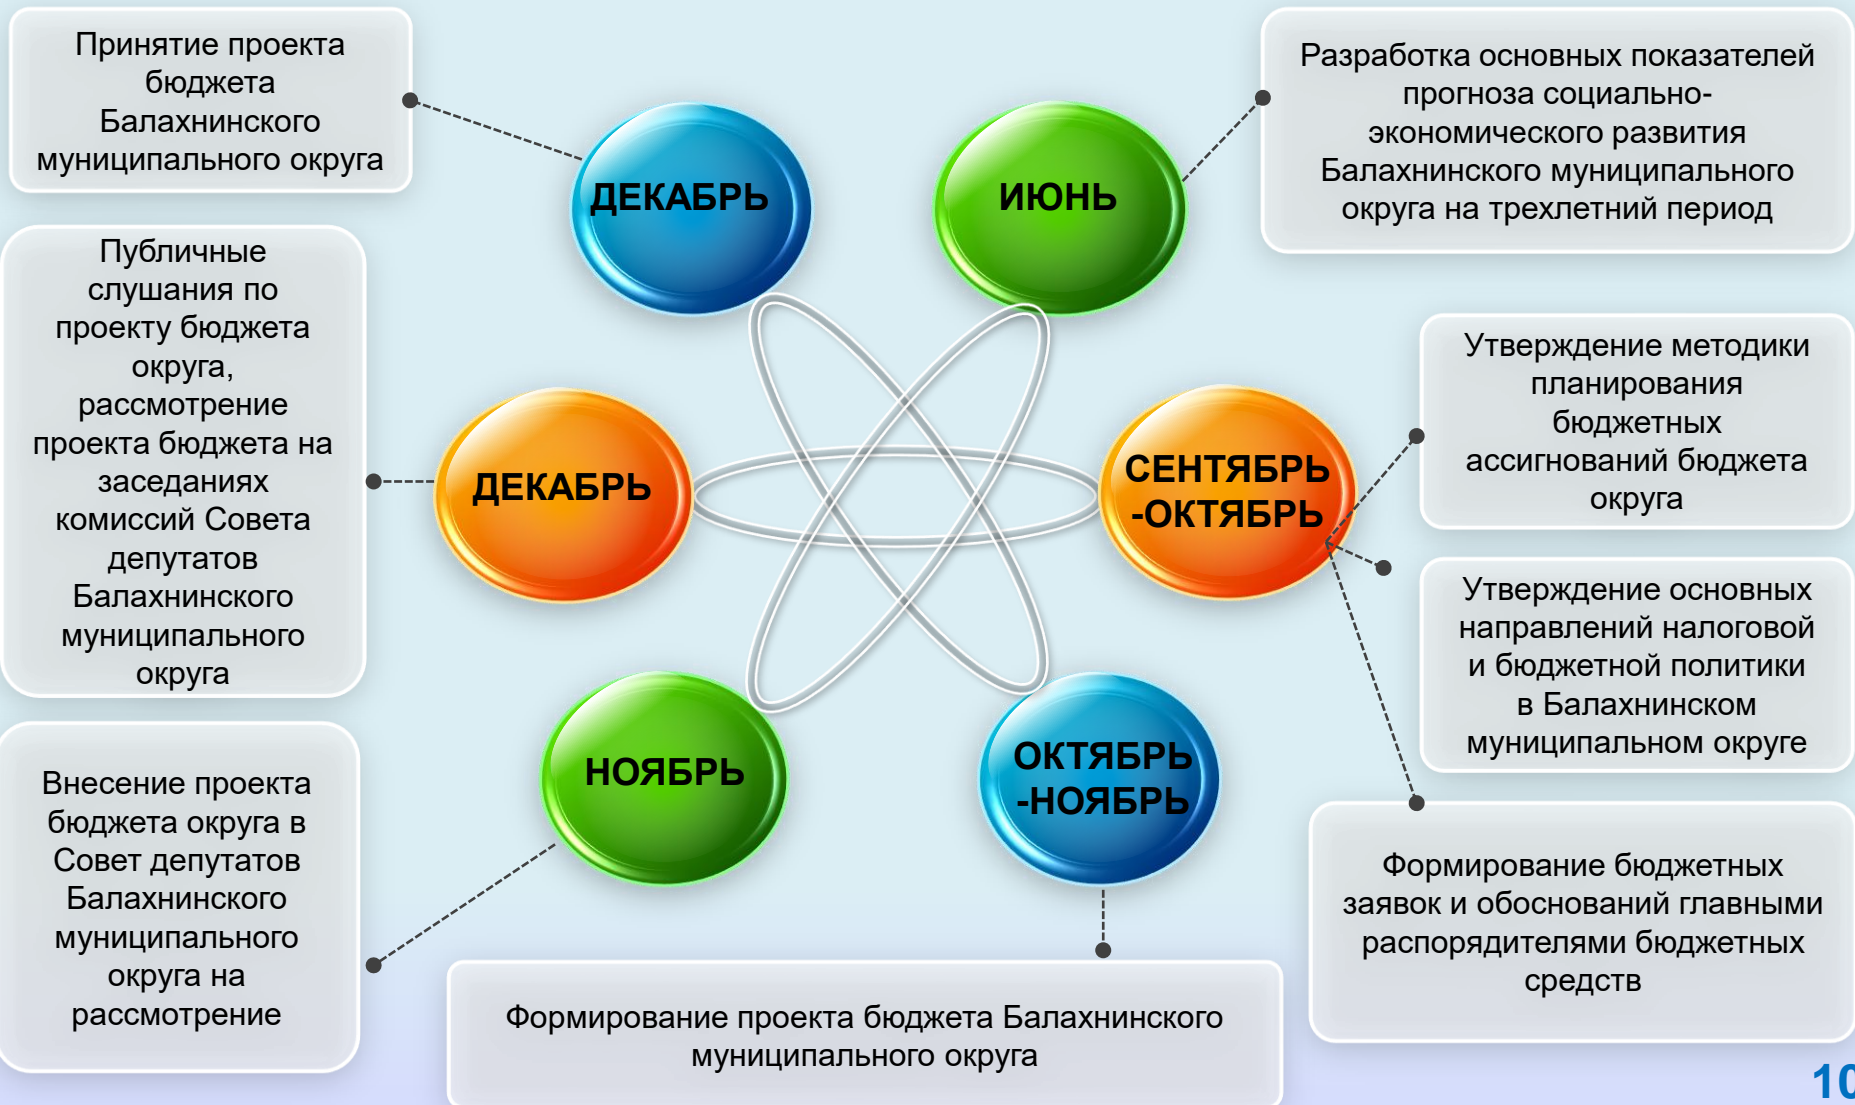 Принятие проекта
бюджета
Балахнинского
муниципального округа
ДЕКАБРЬ
ИЮНЬ
Разработка основных показателей
прогноза социально-
экономического развития
Балахнинского муниципального
округа на трехлетний период
Публичные
слушания по
проекту бюджета
округа,
рассмотрение
проекта бюджета на
заседаниях
комиссий Совета
депутатов
Балахнинского
муниципального
округа
ДЕКАБРЬ
СЕНТЯБРЬ
-ОКТЯБРЬ
Утверждение методики
планирования
бюджетных
ассигнований бюджета
округа
Утверждение основных
направлений налоговой
и бюджетной политики
в Балахнинском
муниципальном округе
Внесение проекта
бюджета округа в
Совет депутатов
Балахнинского
муниципального
округа на
рассмотрение
НОЯБРЬ
ОКТЯБРЬ
-НОЯБРЬ
Формирование бюджетных
заявок и обоснований главными
распорядителями бюджетных
средств
Формирование проекта бюджета Балахнинского
муниципального округа
10